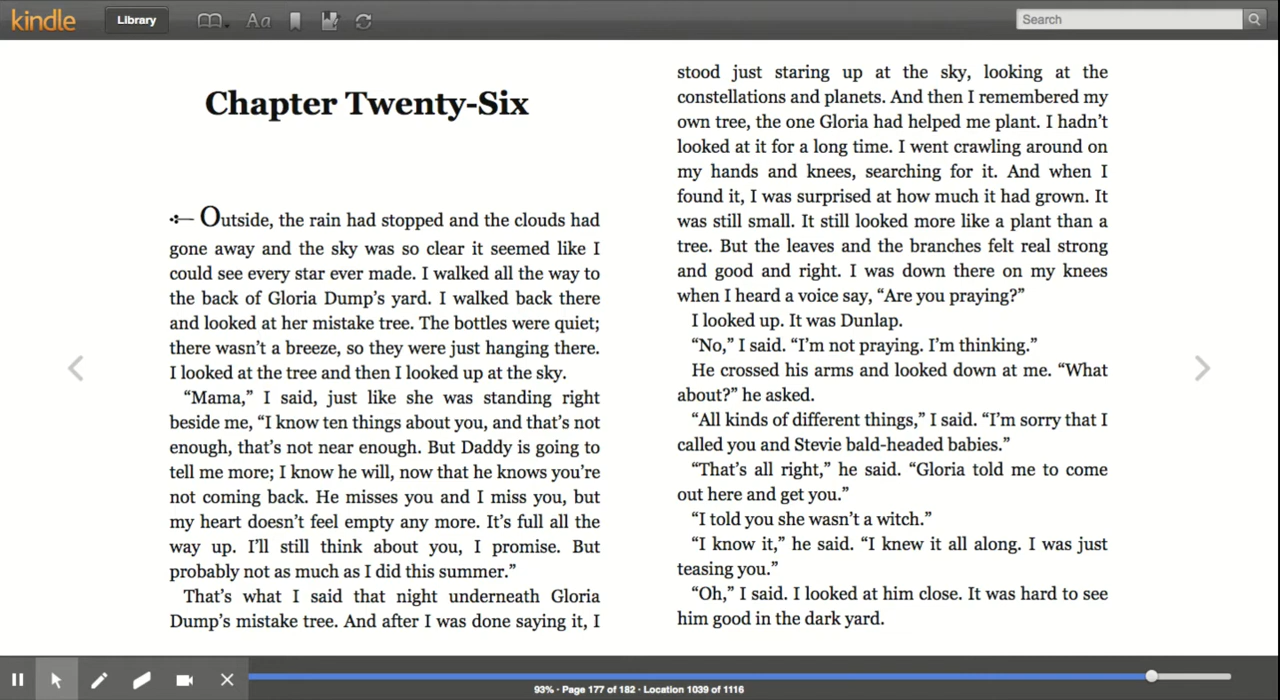 kindle
Library
Aa
Search
Chapter Twenty-Six
Outside, the rain had stopped and the clouds had
gone away and the sky was so clear it seemed like I
could see every star ever made. I walked all the way to
the back of Gloria Dump’s yard. I walked back there
and looked at her mistake tree. The bottles were quiet;
there wasn’t a breeze, so they were just hanging there.
I looked at the tree and then I looked up at the sky.
“Mama,” I said, just like she was standing right
beside me, “I know ten things about you, and that’s not
enough, that’s not near enough. But Daddy is going to
tell me more; I know he will, now that he knows you’re
not coming back. He misses you and I miss you, but
my heart doesn’t feel empty any more. It’s full all the
way up. I’ll still think about you, I promise. But
probably not as much as I did this summer.”
That’s what I said that night underneath Gloria
Dump’s mistake tree. And after I was done saying it, I
stood just staring up at the sky, looking at the
constellations and planets. And then I remembered my
own tree, the one Gloria had helped me plant. I hadn’t
looked at it for a long time. I went crawling around on
my hands and knees, searching for it. And when I
found it, I was surprised at how much it had grown. It
was still small. It still looked more like a plant than a
tree. But the leaves and the branches felt real strong
and good and right. I was down there on my knees
when I heard a voice say, “Are you praying?”
I looked up. It was Dunlap.
“No,” I said. “I’m not praying. I’m thinking.”
He crossed his arms and looked down at me. “What
about?” he asked.
“All kinds of different things,” I said. “I’m sorry that I
called you and Stevie bald-headed babies.”
“That’s all right,” he said. “Gloria told me to come
out here and get you.”
“I told you she wasn’t a witch.”
“I know it,” he said. “I knew it all along. I was just
teasing you.”
“Oh,” I said. I looked at him close. It was hard to see
him good in the dark yard.
93% · Page 177 of 182 · Location 1039 of 1116